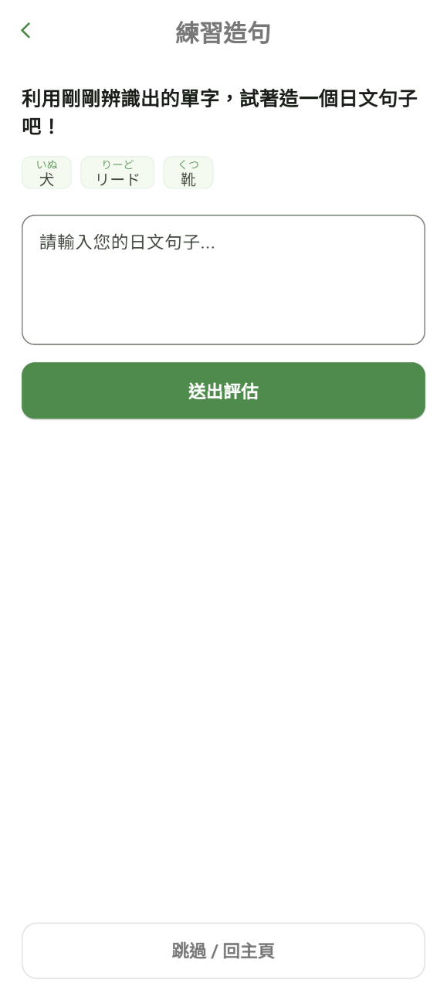 練習造句
利用剛剛辨識出的單字，試著造一個日文句子
吧！
いぬ りーど くつ
犬 リード 靴
請輸入您的日文句子...
送出評估
跳過 / 回主頁